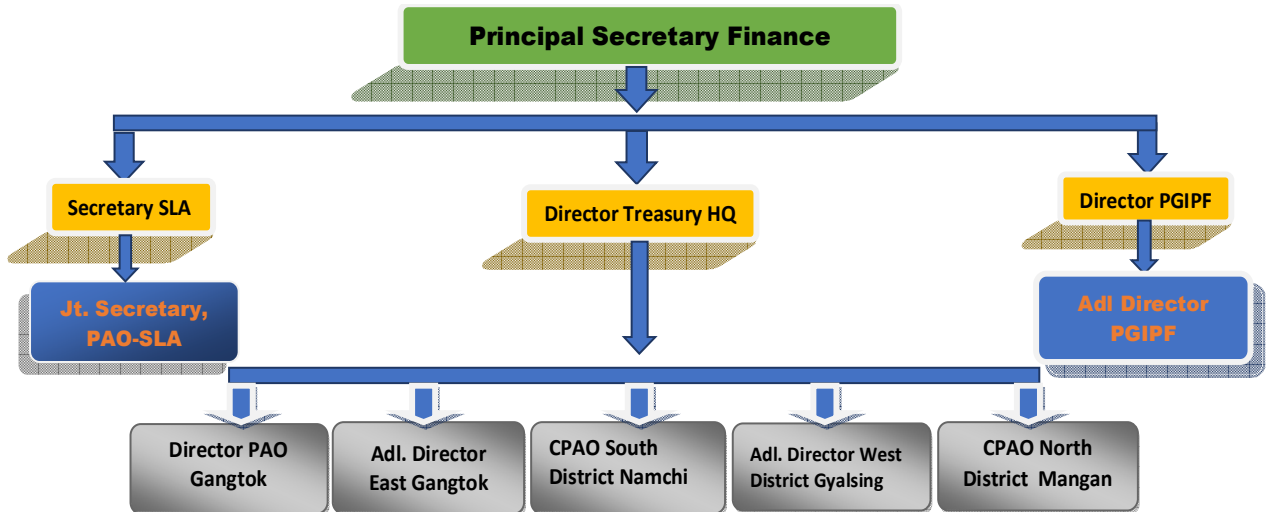 Principal Secretary Finance
Secretary SLA
Director Treasury HQ
Director PGIPF
Jt. Secretary,
PAO-SLA
Adl Director
PGIPF
Director PAO
Gangtok
Adl. Director
East Gangtok
CPAO South
District Namchi
Adl. Director West
District Gyalsing
CPAO North
District Mangan